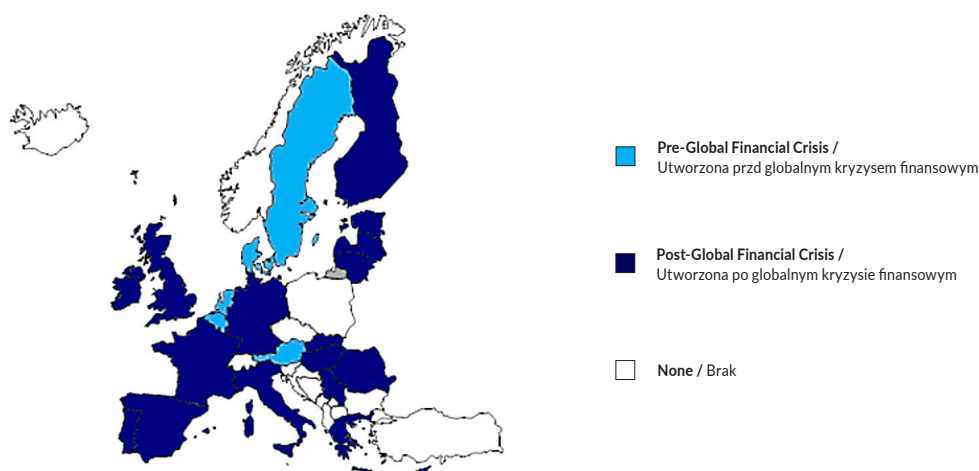 Pre-Global Financial Crisis /
Utworzona przd globalnym kryzysem finansowym
Post-Global Financial Crisis /
Utworzona po globalnym kryzysie finansowym
None / Brak